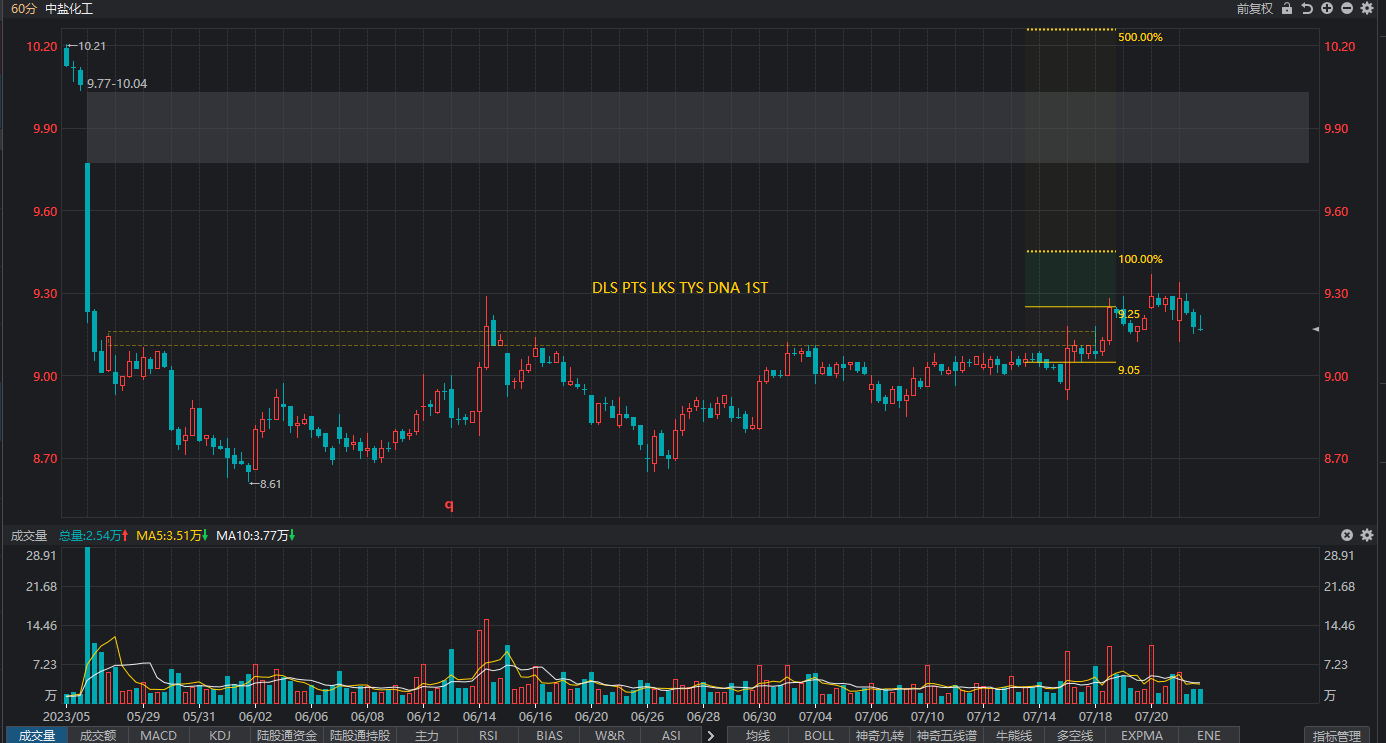 60分 中盐化工 前复权
10.20 10.21 500.00% 10.20
9.77-10.04
9.90 9.90
9.60 9.60
100.00%
DLS PTS LKS TYS DNA 1ST
9.30 9.25 9.30
9.00 9.05 9.00
8.70 8.70
8.61
q
成交量 总量:2.54万 MA5:3.51万 MA10:3.77万
28.91 28.91
21.68 21.68
14.46 14.46
7.23 7.23
万 万
2023/05 05/29 05/31 06/02 06/06 06/08 06/12 06/14 06/16 06/20 06/26 06/28 06/30 07/04 07/06 07/10 07/12 07/14 07/18 07/20
成交量 成交额 MACD KDJ 陆股通资金 陆股通持股 主力 RSI BIAS W&R ASI 均线 BOLL 神奇九转 神奇五线谱 牛能线 多空线 EXPMA ENE 指标管理